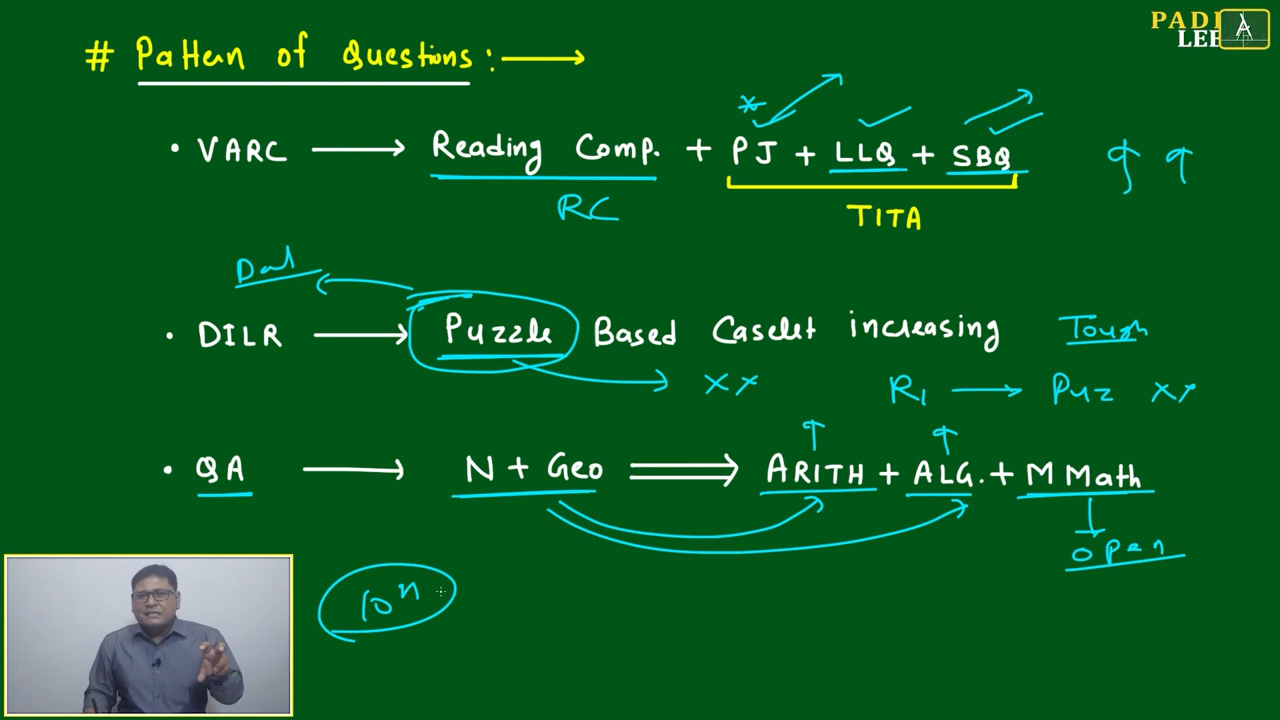 PADI
LEE
# Pattern of Questions :→
• VARC → Reading Comp. + PJ + LLQ + SBQ
RC
TITA
• DILR → Puzzle Based Caselet increasing Tough
×× R1 → Puz ××
• QA → N + Geo ⇒ ARITH + ALG. + M Math
open
10ⁿ